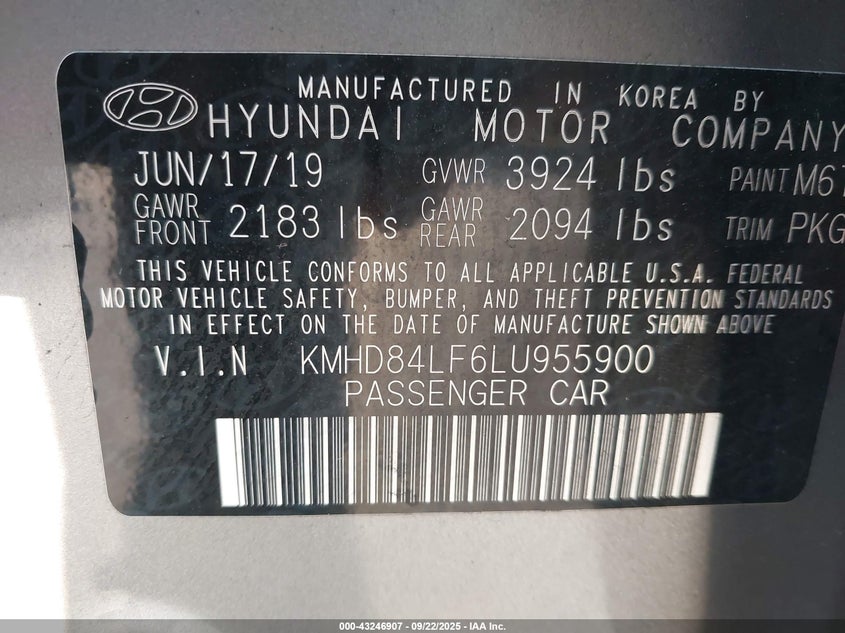 MANUFACTURED IN KOREA BY
HYUNDAI MOTOR COMPANY
JUN/17/19 GVWR 3924 lbs PAINT M6T
GAWR FRONT 2183 lbs GAWR REAR 2094 lbs TRIM PKG
THIS VEHICLE CONFORMS TO ALL APPLICABLE U.S.A. FEDERAL
MOTOR VEHICLE SAFETY, BUMPER, AND THEFT PREVENTION STANDARDS
IN EFFECT ON THE DATE OF MANUFACTURE SHOWN ABOVE
V.I.N KMHD84LF6LU955900
PASSENGER CAR
000-43246907 - 09/22/2025 - IAA Inc.